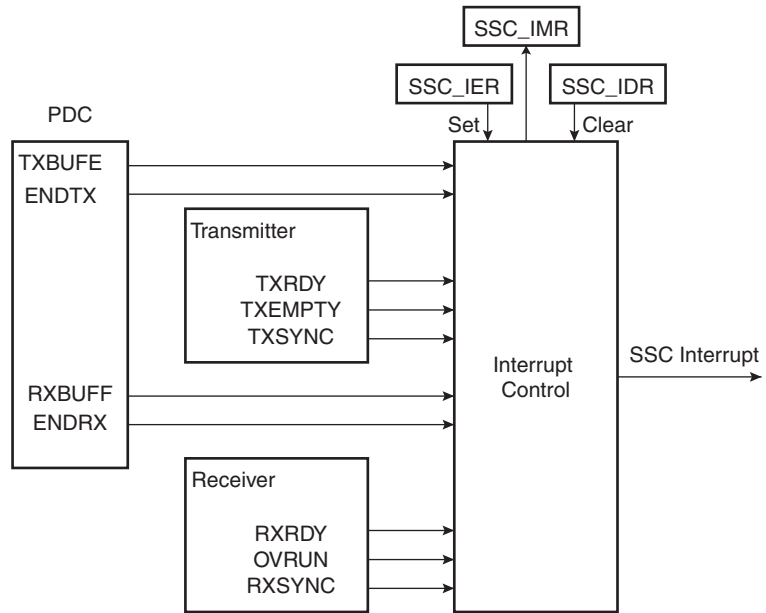 SSC_IMR
SSC_IER
SSC_IDR
Set
Clear
PDC
TXBUFE
ENDTX
Transmitter
TXRDY
TXEMPTY
TXSYNC
RXBUFF
ENDRX
Receiver
RXRDY
OVRUN
RXSYNC
Interrupt
Control
SSC Interrupt